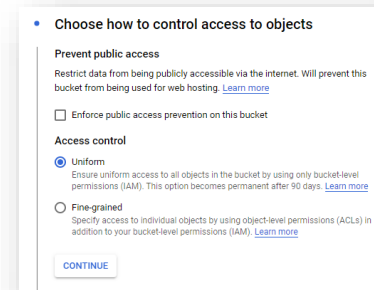 Choose how to control access to objects
Prevent public access
Restrict data from being publicly accessible via the internet. Will prevent this
bucket from being used for web hosting. Learn more
Enforce public access prevention on this bucket
Access control
Uniform
Ensure uniform access to all objects in the bucket by using only bucket-level
permissions (IAM). This option becomes permanent after 90 days. Learn more
Fine-grained
Specify access to individual objects by using object-level permissions (ACLs) in
addition to your bucket-level permissions (IAM). Learn more
CONTINUE